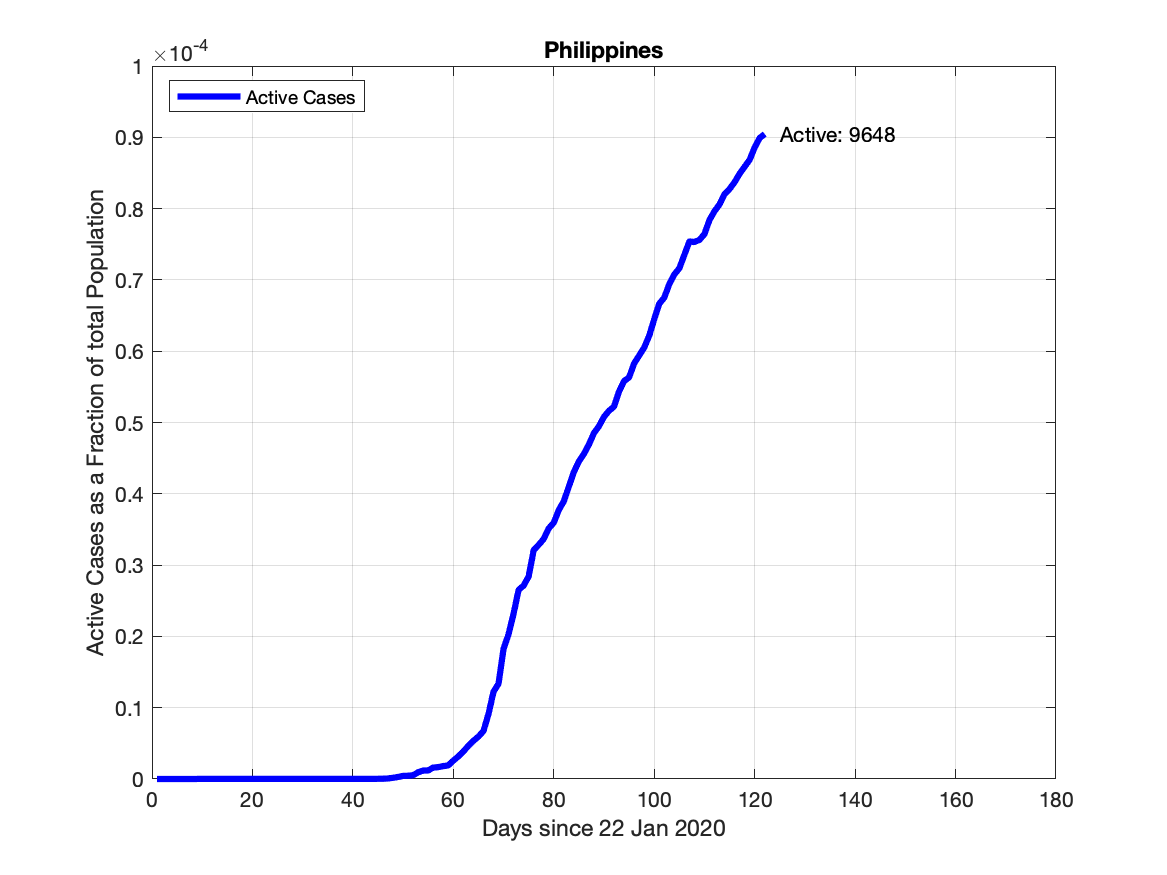 Philippines
×10-4
1
0.9
0.8
0.7
0.6
0.5
0.4
0.3
0.2
0.1
0
Active Cases
Active: 9648
Active Cases as a Fraction of total Population
0 20 40 60 80 100 120 140 160 180
Days since 22 Jan 2020